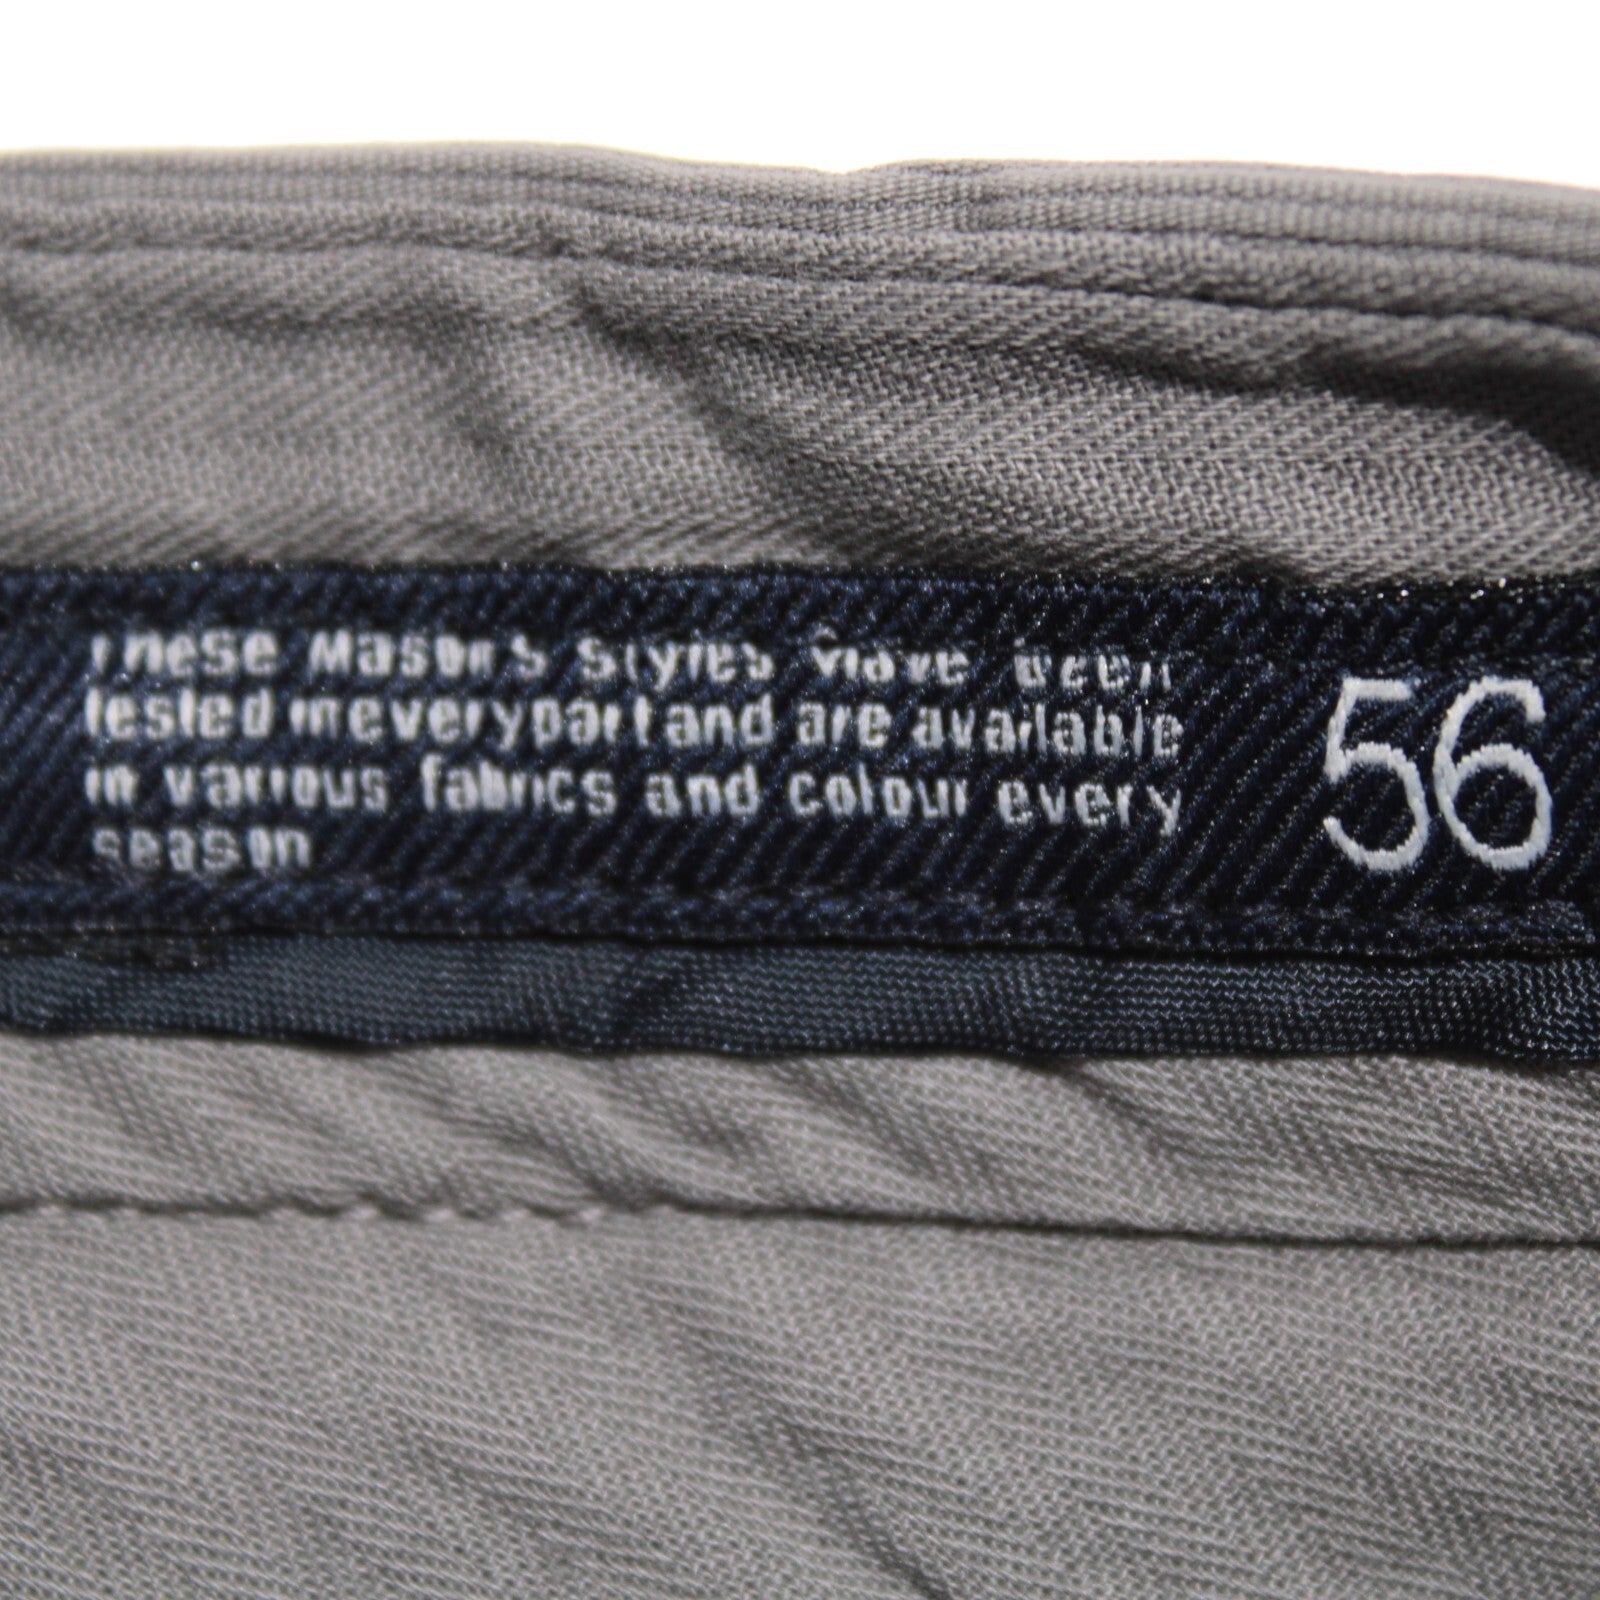 These Mason's Styles Have been
tested in every part and are available
in various fabrics and colour every
season
56